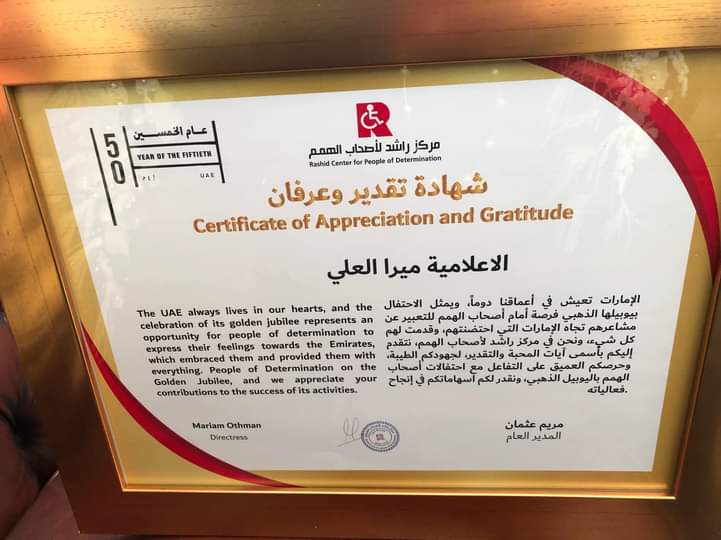 50
عام الخمسين
YEAR OF THE FIFTIETH
UAE
R
مركز راشد لأصحاب الهمم
Rashid Center for People of Determination
شهادة تقدير وعرفان
Certificate of Appreciation and Gratitude
الاعلامية ميرا العلي
The UAE always lives in our hearts, and the
celebration of its golden jubilee represents an
opportunity for people of determination to
express their feelings towards the Emirates,
which embraced them and provided them with
everything. People of Determination on the
Golden Jubilee, and we appreciate your
contributions to the success of its activities.
الإمارات تعيش في أعماقنا دوماً، ويمثل الاحتفال
بيوبيلها الذهبي فرصة أمام أصحاب الهمم للتعبير عن
مشاعرهم تجاه الإمارات التي احتضنتهم، وقدمت لهم
كل شيء، ونحن في مركز راشد لأصحاب الهمم، نتقدم
إليكم بأسمى آيات المحبة والتقدير، لجهودكم الطيبة،
وحرصكم العميق على التفاعل مع احتفالات أصحاب
الهمم باليوبيل الذهبي، ونقدر لكم أسهاماتكم في إنجاح
فعالياته.
Mariam Othman
Directress
مريم عثمان
المدير العام